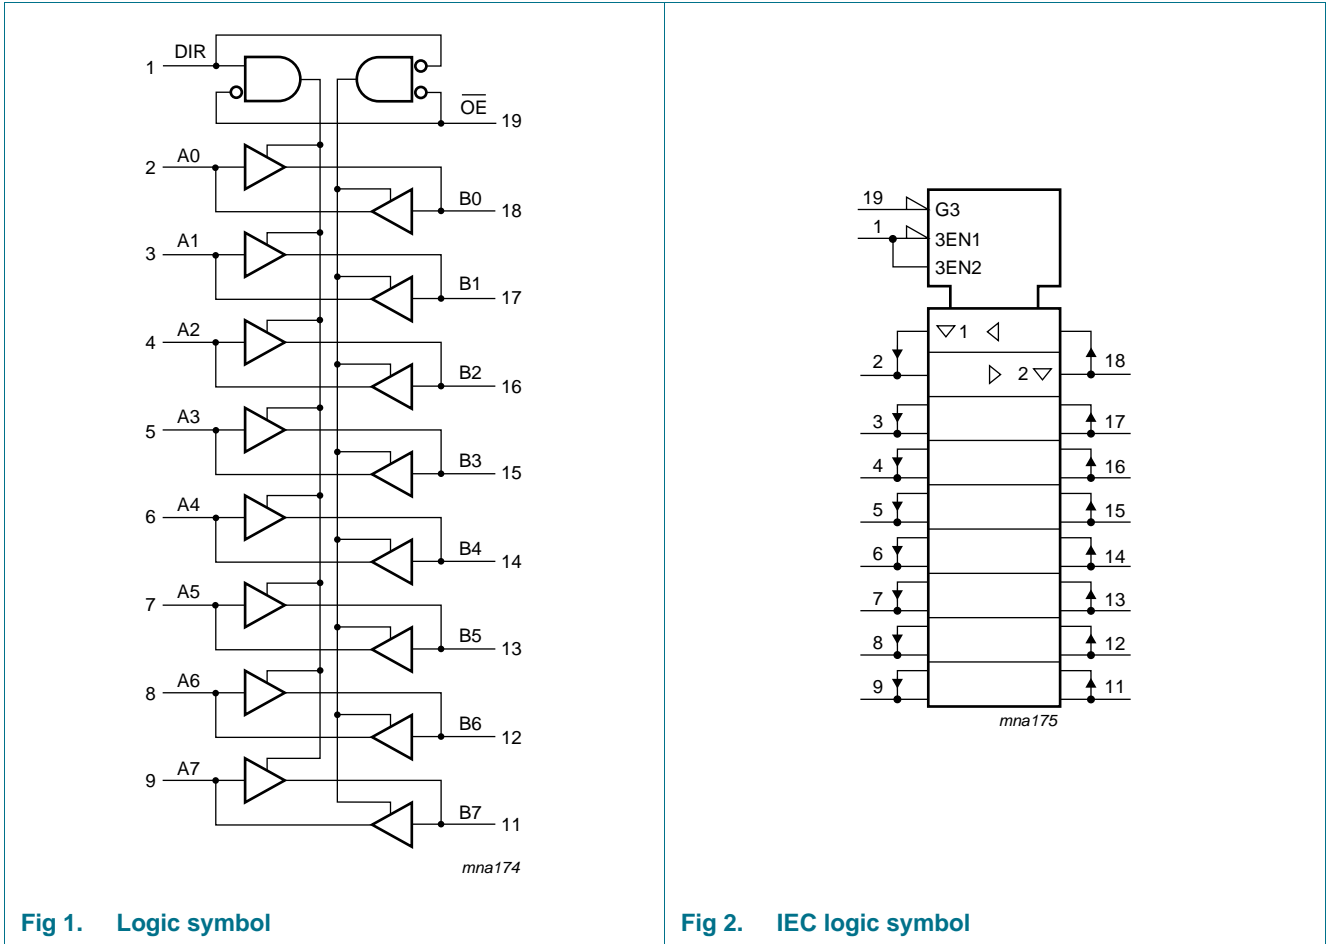 DIR
1
OE
19
A0
2
B0
18
A1
3
B1
17
A2
4
B2
16
A3
5
B3
15
A4
6
B4
14
A5
7
B5
13
A6
8
B6
12
A7
9
B7
11
mna174
Fig 1. Logic symbol
19
G3
1
3EN1
3EN2
1
2
18
2
3
17
4
16
5
15
6
14
7
13
8
12
9
11
mna175
Fig 2. IEC logic symbol